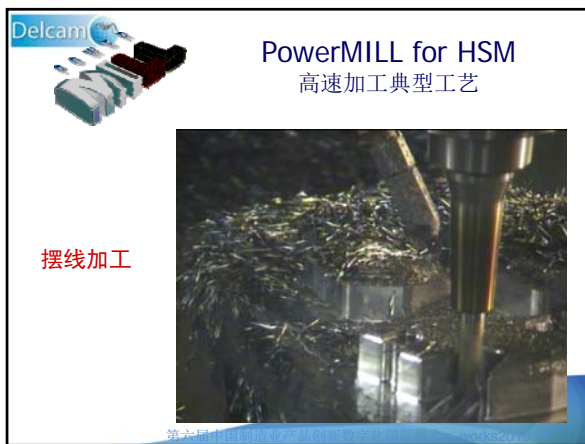 Delcam
PowerMILL for HSM
高速加工典型工艺
摆线加工
第六届中国制造业产品创新数字化